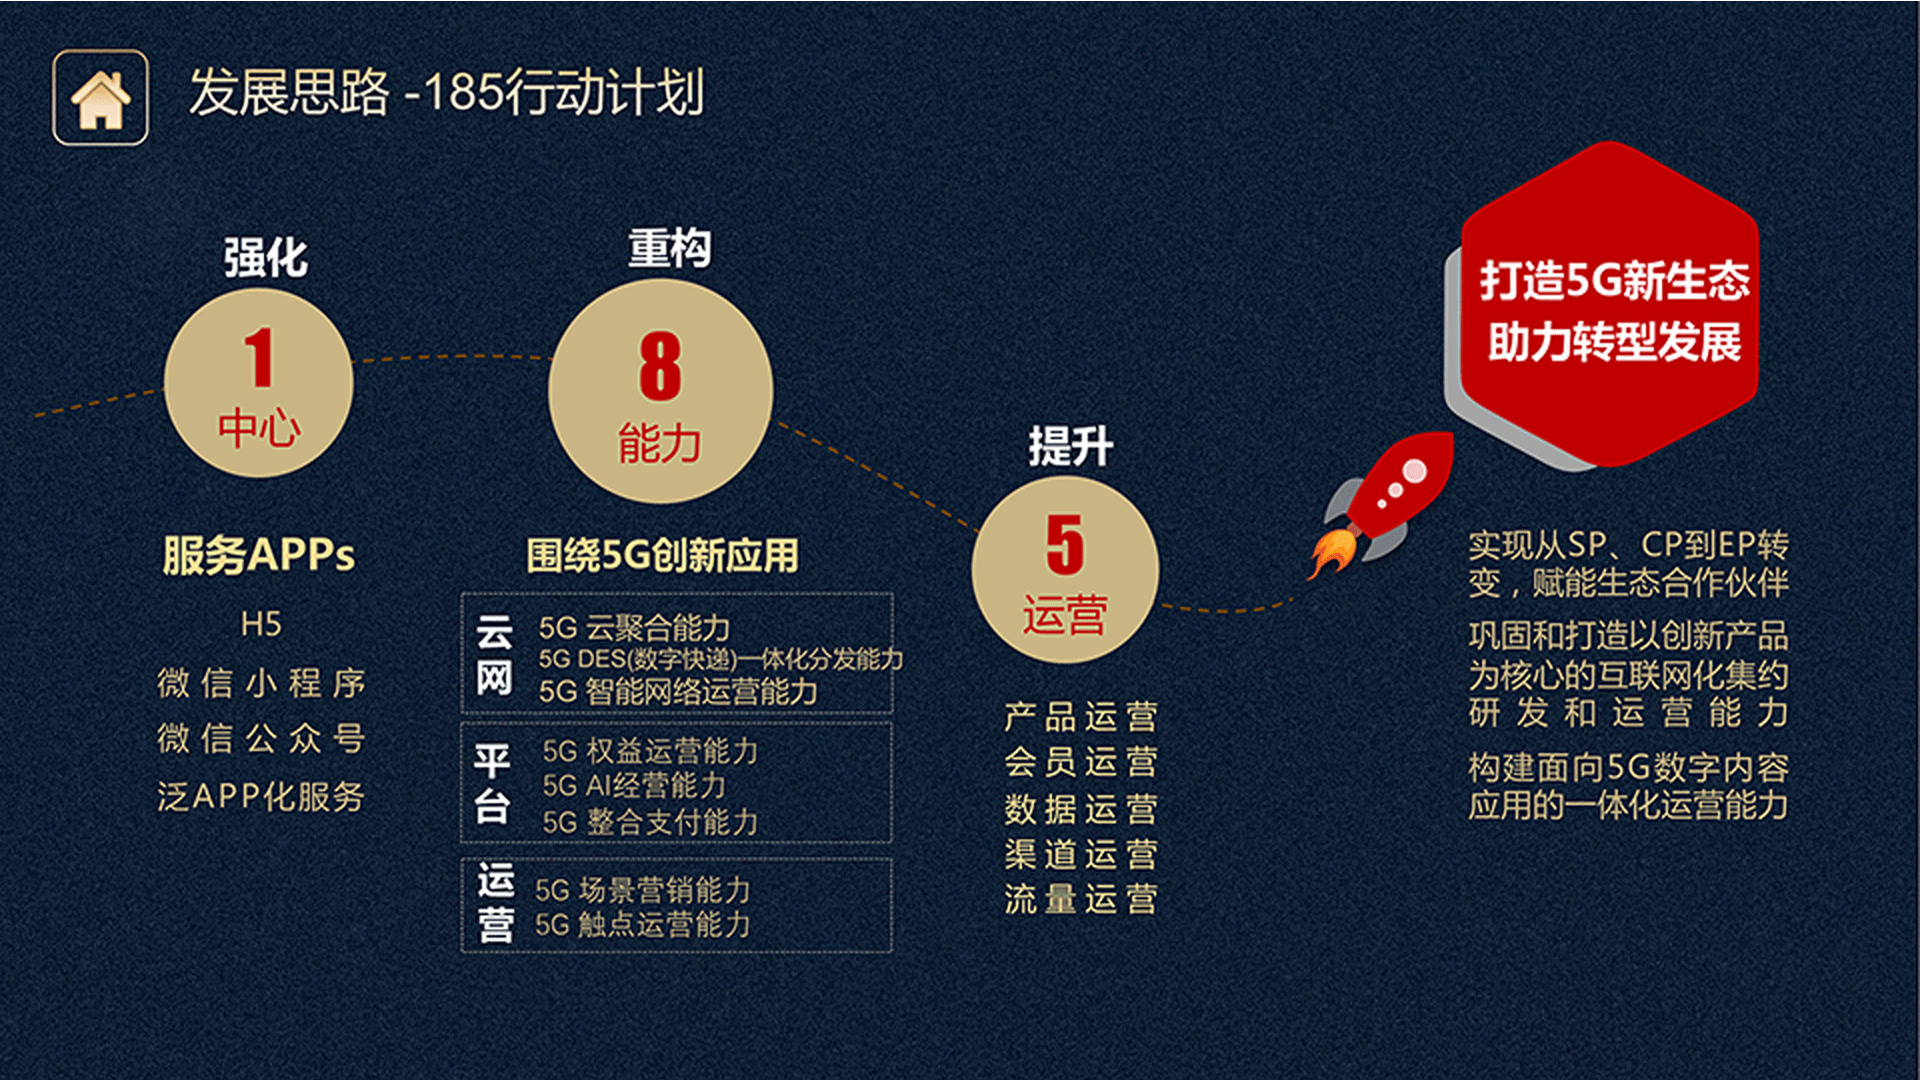 发展思路 -185行动计划
强化
1
中心
服务APPs
H5
微信小程序
微信公众号
泛APP化服务
重构
8
能力
围绕5G创新应用
云网
5G 云聚合能力
5G DES(数字快递)一体化分发能力
5G 智能网络运营能力
平台
5G 权益运营能力
5G AI经营能力
5G 整合支付能力
运营
5G 场景营销能力
5G 触点运营能力
提升
5
运营
产品运营
会员运营
数据运营
渠道运营
流量运营
打造5G新生态
助力转型发展
实现从SP、CP到EP转
变，赋能生态合作伙伴
巩固和打造以创新产品
为核心的互联网化集约
研发和运营能力
构建面向5G数字内容
应用的一体化运营能力